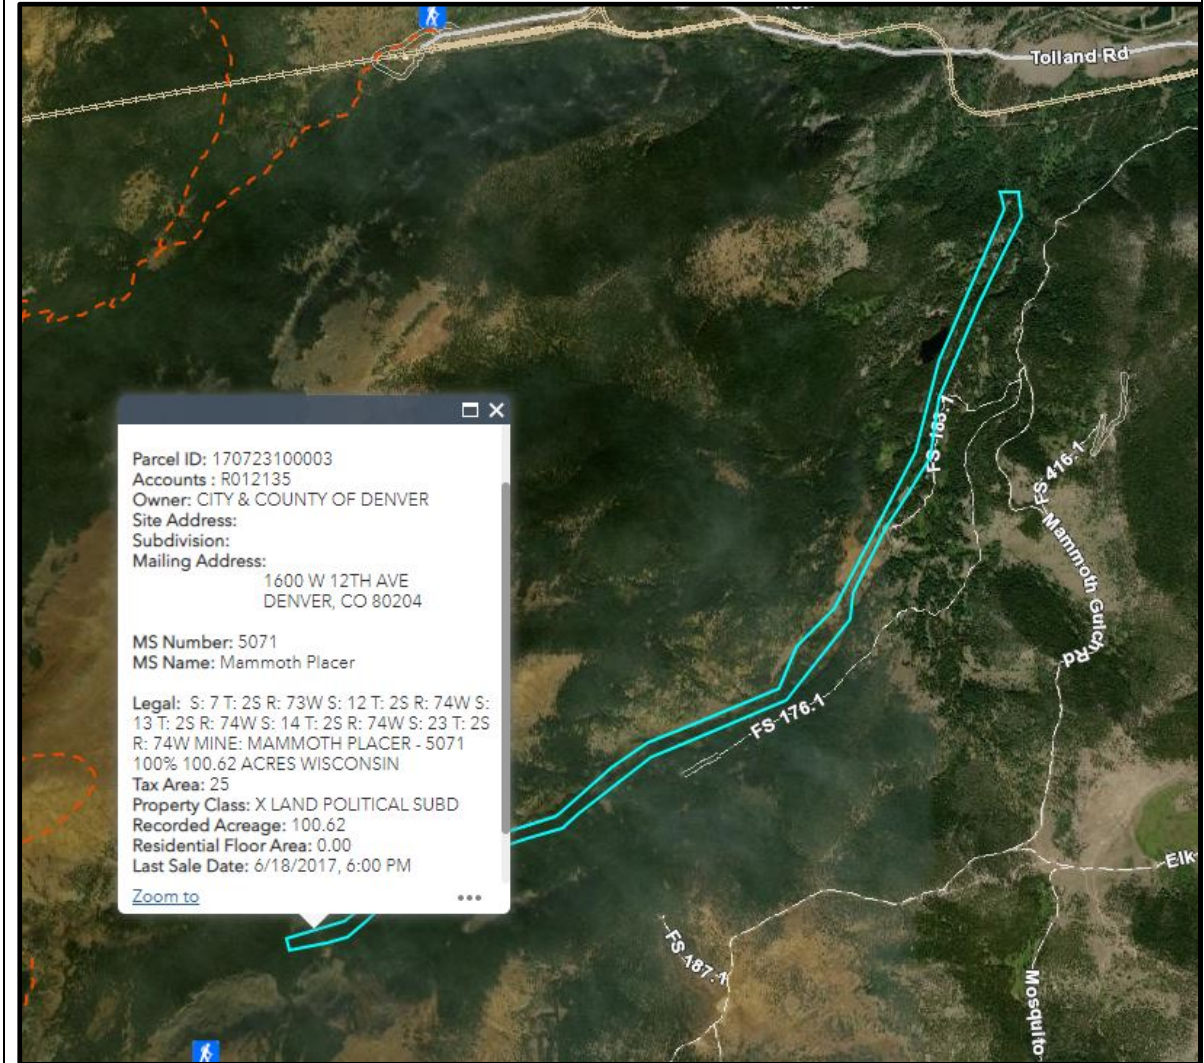 Tolland Rd
FS-183-1
FS-416-1
Mammoth Gulch Rd
Parcel ID: 170723100003
Accounts : R012135
Owner: CITY & COUNTY OF DENVER
Site Address:
Subdivision:
Mailing Address:
1600 W 12TH AVE
DENVER, CO 80204
MS Number: 5071
MS Name: Mammoth Placer
Legal: S: 7 T: 2S R: 73W S: 12 T: 2S R: 74W S:
13 T: 2S R: 74W S: 14 T: 2S R: 74W S: 23 T: 2S
R: 74W MINE: MAMMOTH PLACER - 5071
100% 100.62 ACRES WISCONSIN
Tax Area: 25
Property Class: X LAND POLITICAL SUBD
Recorded Acreage: 100.62
Residential Floor Area: 0.00
Last Sale Date: 6/18/2017, 6:00 PM
Zoom to
FS-176-1
Elk
FS-187-1
Mosquito